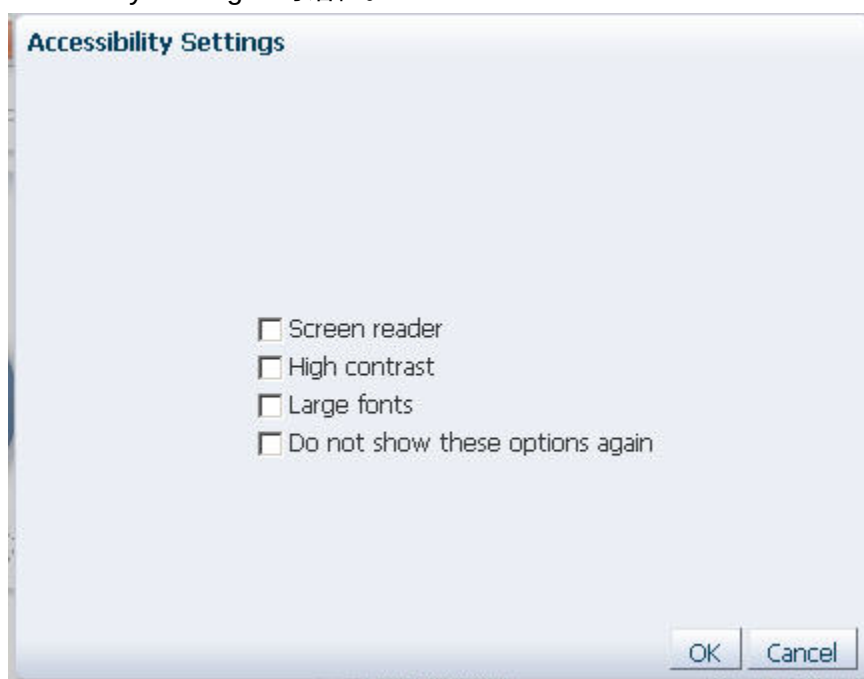 Accessibility Settings
Screen reader
High contrast
Large fonts
Do not show these options again
OK Cancel